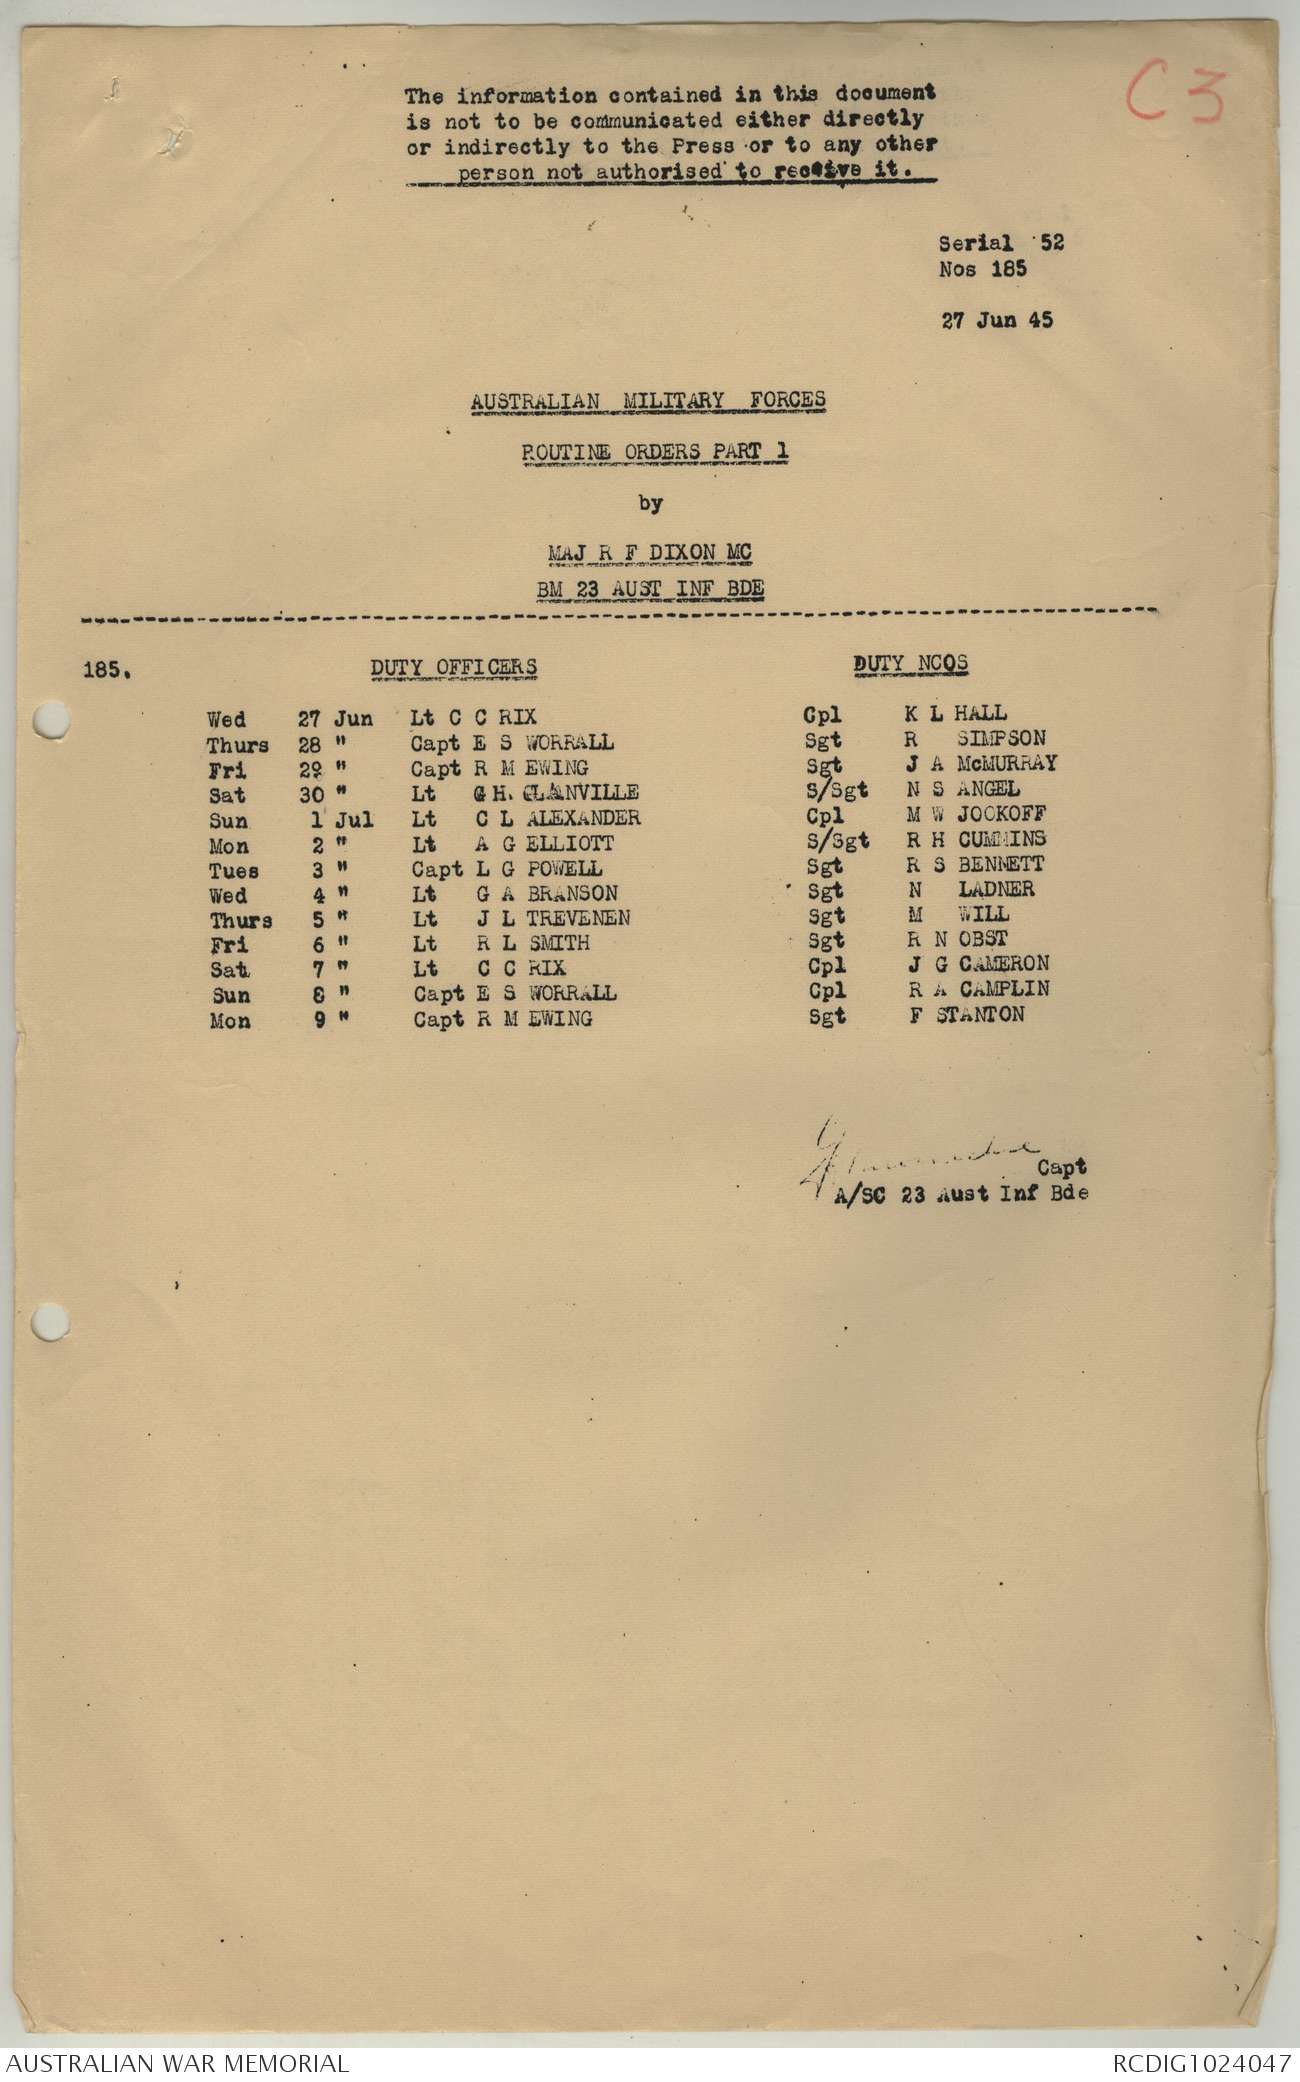 C3
The information contained in this document
is not to be communicated either directly
or indirectly to the Press or to any other
person not authorised to receive it.
Serial 52
Nos 185
27 Jun 45
AUSTRALIAN MILITARY FORCES
ROUTINE ORDERS PART 1
by
MAJ R F DIXON MC
BM 23 AUST INF BDE
185. DUTY OFFICERS DUTY NCOS
Wed 27 Jun Lt C C RIX Cpl K L HALL
Thurs 28 " Capt E S WORRALL Sgt R SIMPSON
Fri 29 " Capt R M EWING Sgt J A McMURRAY
Sat 30 " Lt G H. GLANVILLE S/Sgt N S ANGEL
Sun 1 Jul Lt C L ALEXANDER Cpl M W JOCKOFF
Mon 2 " Lt A G ELLIOTT S/Sgt R H CUMMINS
Tues 3 " Capt L G POWELL Sgt R S BENNETT
Wed 4 " Lt G A BRANSON Sgt N LADNER
Thurs 5 " Lt J L TREVENEN Sgt M WILL
Fri 6 " Lt R L SMITH Sgt R N OBST
Sat 7 " Lt C C RIX Cpl J G CAMERON
Sun 8 " Capt E S WORRALL Cpl R A CAMPLIN
Mon 9 " Capt R M EWING Sgt F STANTON
Capt
A/SC 23 Aust Inf Bde
AUSTRALIAN WAR MEMORIAL RCDIG1024047